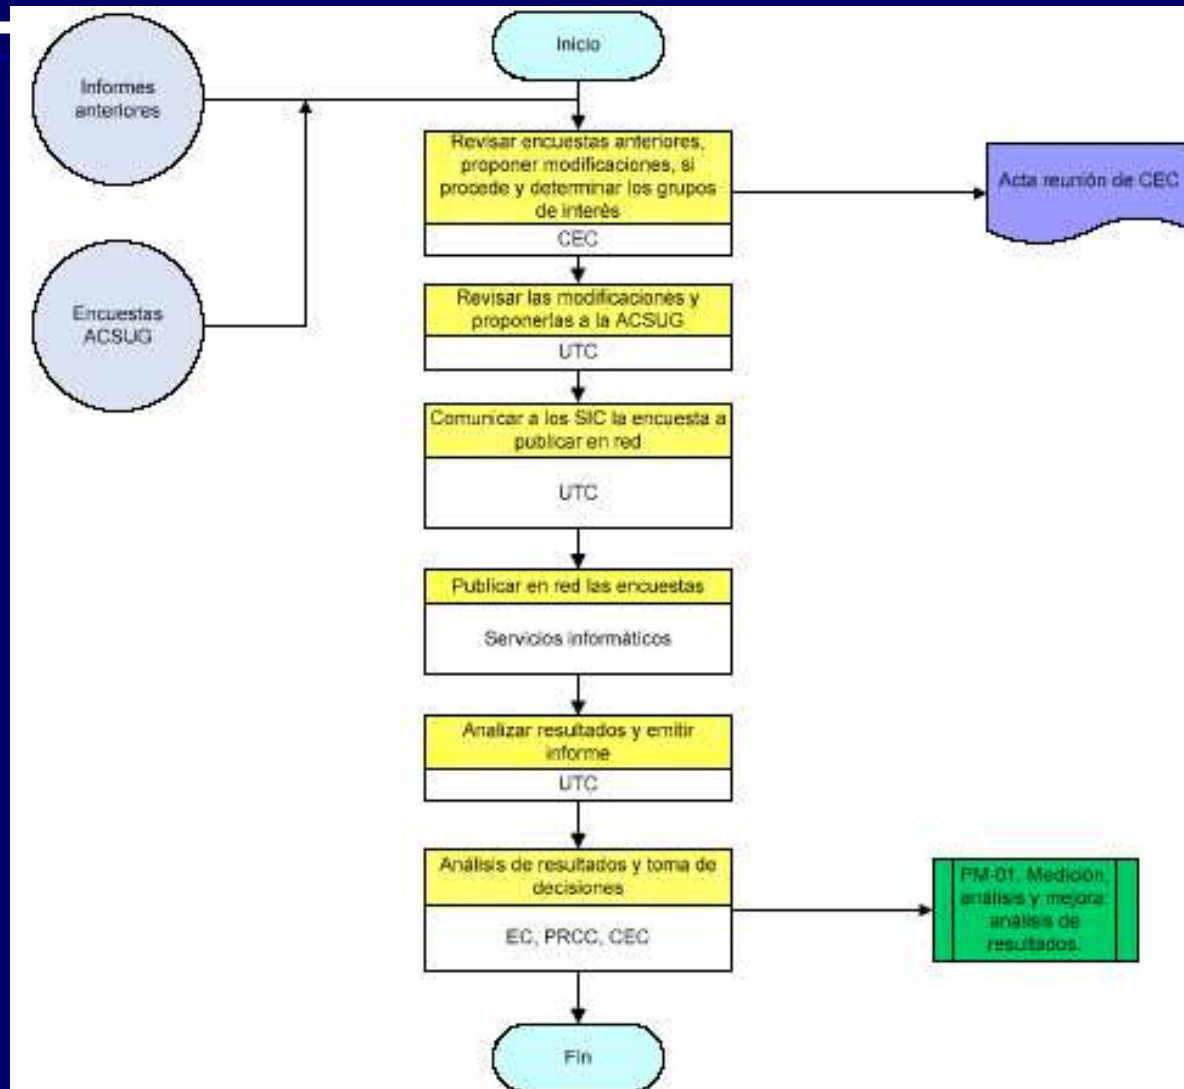 Inicio
Informes
anteriores
Revisar encuestas anteriores,
proponer modificaciones, si
procede y determinar los grupos
de interés
CEC
Acta reunión de CEC
Encuestas
ACSUG
Revisar las modificaciones y
proponerlas a la ACSUG
UTC
Comunicar a los SIC la encuesta a
publicar en red
UTC
Publicar en red las encuestas
Servicios informáticos
Analizar resultados y emitir
informe
UTC
Análisis de resultados y toma de
decisiones
EC, PRCC, CEC
PM-01. Medición,
análisis y mejora:
análisis de
resultados.
Fin